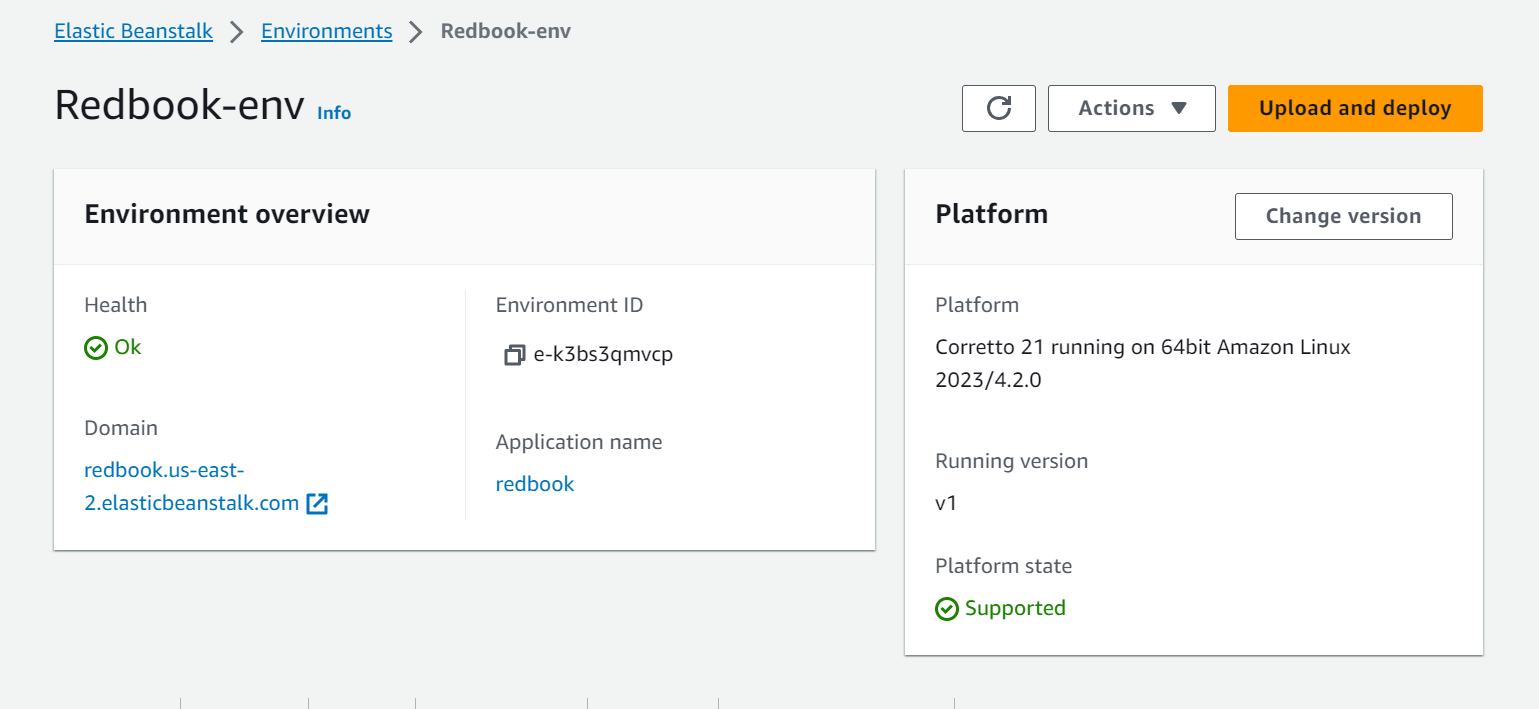 Elastic Beanstalk > Environments > Redbook-env
Redbook-env Info
Actions
Upload and deploy
Environment overview
Health
Ok
Domain
redbook.us-east-
2.elasticbeanstalk.com
Environment ID
e-k3bs3qmvcp
Application name
redbook
Platform
Change version
Platform
Corretto 21 running on 64bit Amazon Linux
2023/4.2.0
Running version
v1
Platform state
Supported